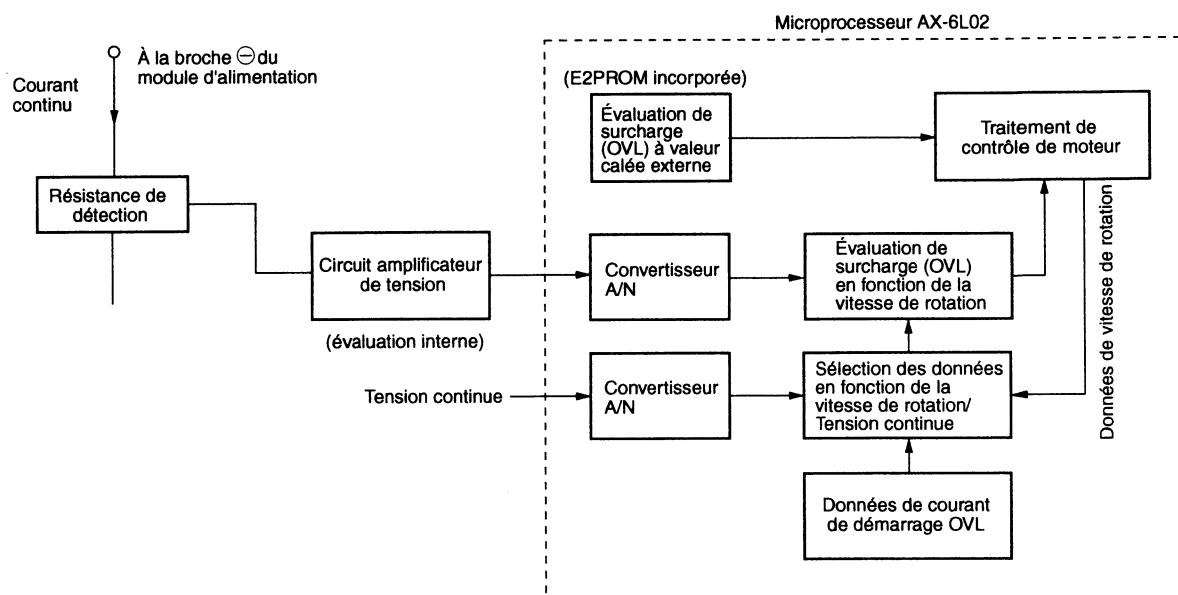 Microprocesseur AX-6L02
À la broche ⊖ du
module d'alimentation
Courant
continu
(E2PROM incorporée)
Évaluation de
surcharge
(OVL) à valeur
calée externe
Traitement de
contrôle de moteur
Résistance de
détection
Circuit amplificateur
de tension
(évaluation interne)
Convertisseur
A/N
Évaluation de
surcharge (OVL)
en fonction de la
vitesse de rotation
Données de vitesse de rotation
Tension continue
Convertisseur
A/N
Sélection des données
en fonction de la
vitesse de rotation/
Tension continue
Données de courant
de démarrage OVL